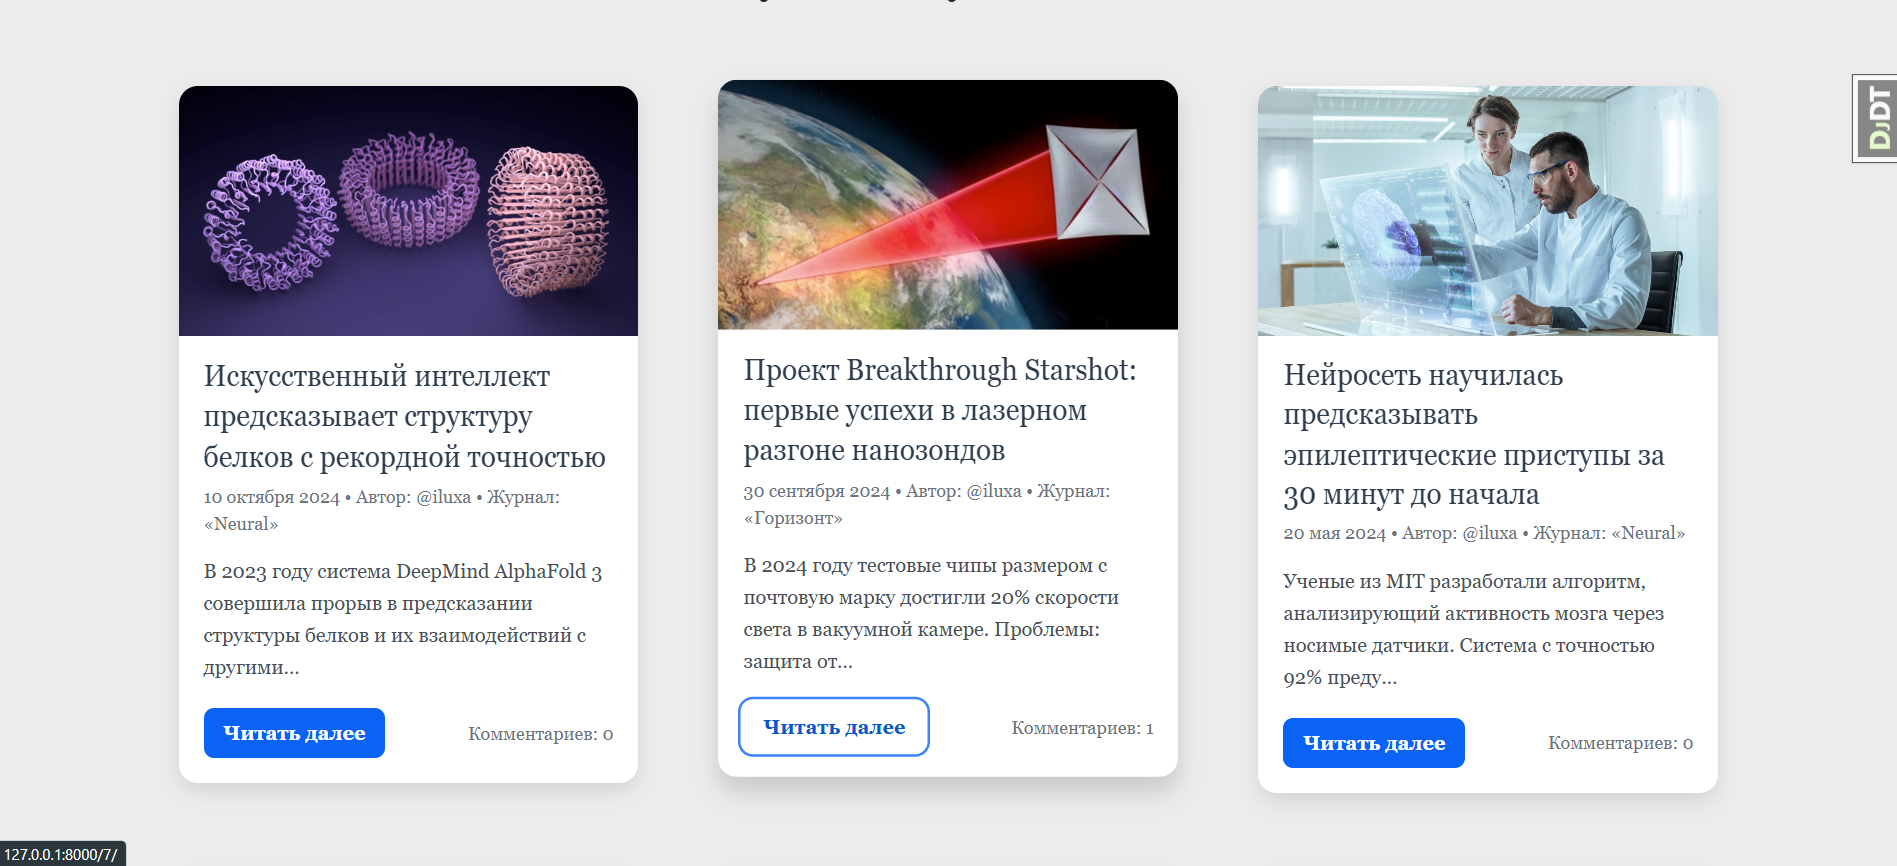 DjDT
Искусственный интеллект
предсказывает структуру
белков с рекордной точностью
10 октября 2024 • Автор: @iluxa • Журнал:
«Neural»
В 2023 году система DeepMind AlphaFold 3
совершила прорыв в предсказании
структуры белков и их взаимодействий с
другими...
Читать далее
Комментариев: 0
Проект Breakthrough Starshot:
первые успехи в лазерном
разгоне нанозондов
30 сентября 2024 • Автор: @iluxa • Журнал:
«Горизонт»
В 2024 году тестовые чипы размером с
почтовую марку достигли 20% скорости
света в вакуумной камере. Проблемы:
защита от...
Читать далее
Комментариев: 1
Нейросеть научилась
предсказывать
эпилептические приступы за
30 минут до начала
20 мая 2024 • Автор: @iluxa • Журнал: «Neural»
Ученые из MIT разработали алгоритм,
анализирующий активность мозга через
носимые датчики. Система с точностью
92% преду...
Читать далее
Комментариев: 0
127.0.0.1:8000/7/